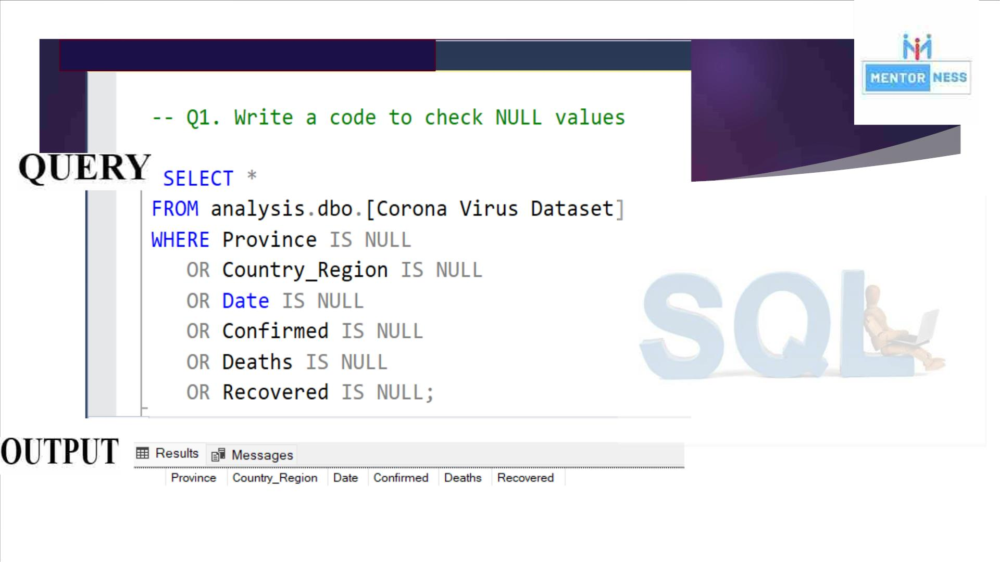 MENTOR NESS
-- Q1. Write a code to check NULL values
QUERY
SELECT *
FROM analysis.dbo.[Corona Virus Dataset]
WHERE Province IS NULL
OR Country_Region IS NULL
OR Date IS NULL
OR Confirmed IS NULL
OR Deaths IS NULL
OR Recovered IS NULL;
SQL
OUTPUT
Results Messages
Province Country_Region Date Confirmed Deaths Recovered